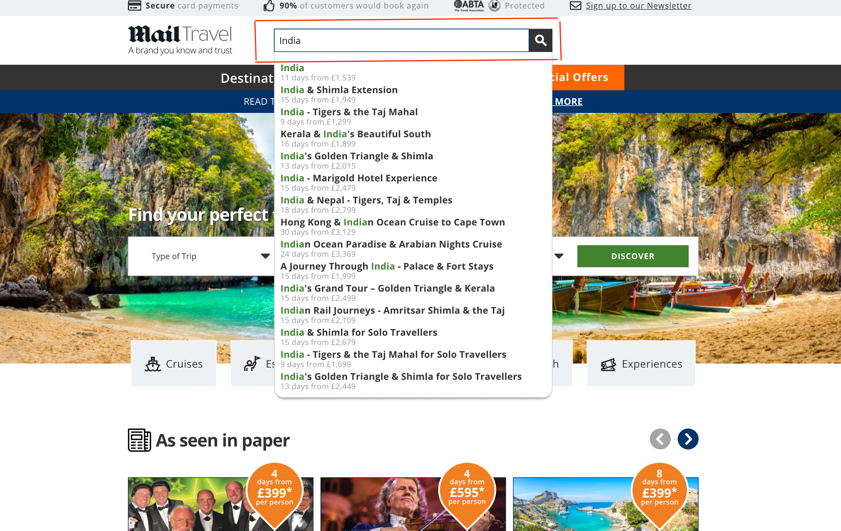 Secure card payments
90% of customers would book again
ABTA
Protected
Sign up to our Newsletter
Mail Travel
A brand you know and trust
India
Destinat
cial Offers
READ T
MORE
India
11 days from £1,539
India & Shimla Extension
15 days from £1,949
India - Tigers & the Taj Mahal
9 days from £1,299
Kerala & India's Beautiful South
16 days from £1,899
India's Golden Triangle & Shimla
13 days from £2,015
India - Marigold Hotel Experience
15 days from £2,479
India & Nepal - Tigers, Taj & Temples
18 days from £2,799
Hong Kong & Indian Ocean Cruise to Cape Town
30 days from £3,129
Indian Ocean Paradise & Arabian Nights Cruise
24 days from £3,369
A Journey Through India - Palace & Fort Stays
15 days from £1,999
India's Grand Tour – Golden Triangle & Kerala
15 days from £2,499
Indian Rail Journeys - Amritsar Shimla & the Taj
15 days from £2,109
India & Shimla for Solo Travellers
15 days from £2,679
India - Tigers & the Taj Mahal for Solo Travellers
9 days from £1,699
India's Golden Triangle & Shimla for Solo Travellers
13 days from £2,449
Find your perfect
Type of Trip
DISCOVER
Cruises
Es
h
Experiences
As seen in paper
4
days from
£399*
per person
4
days from
£595*
per person
8
days from
£399*
per person